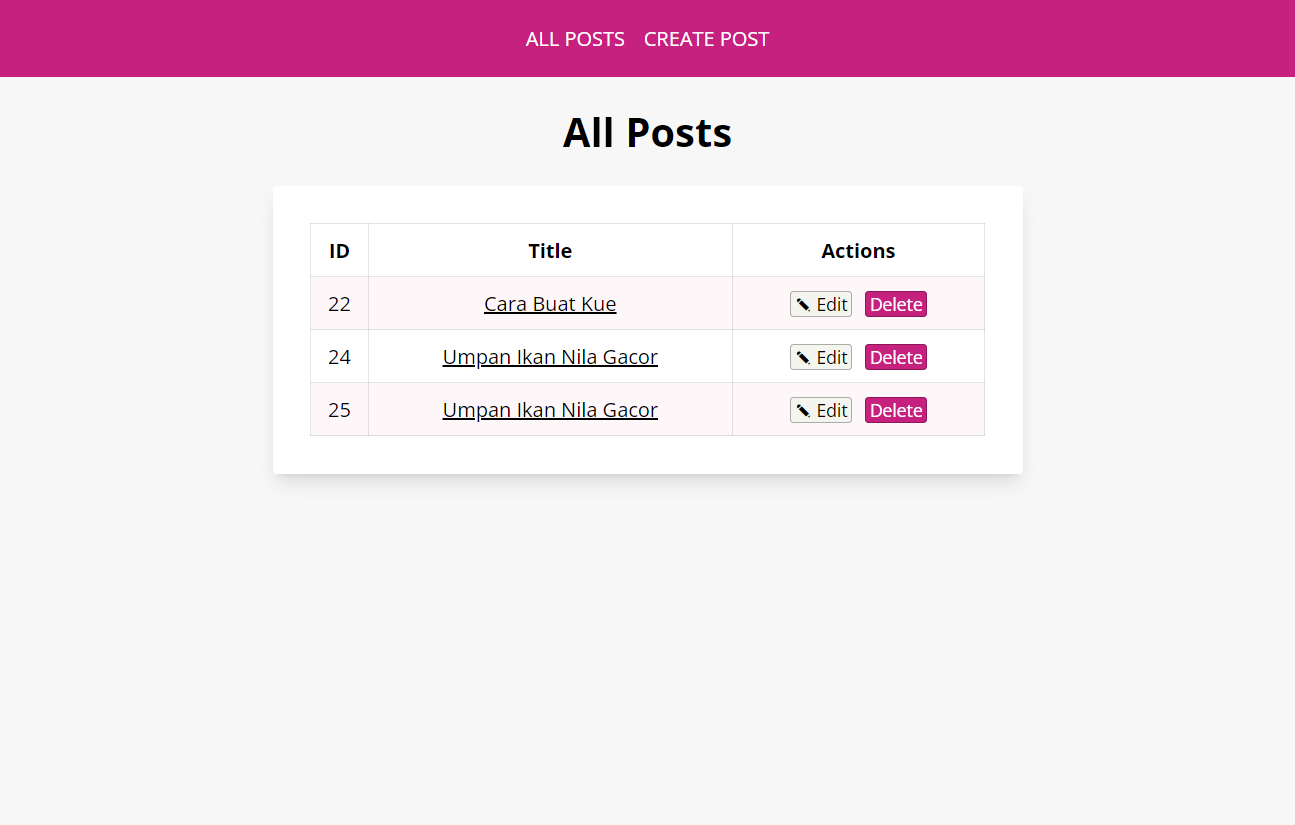 ALL POSTS CREATE POST
All Posts
ID Title Actions
22 Cara Buat Kue Edit Delete
24 Umpan Ikan Nila Gacor Edit Delete
25 Umpan Ikan Nila Gacor Edit Delete